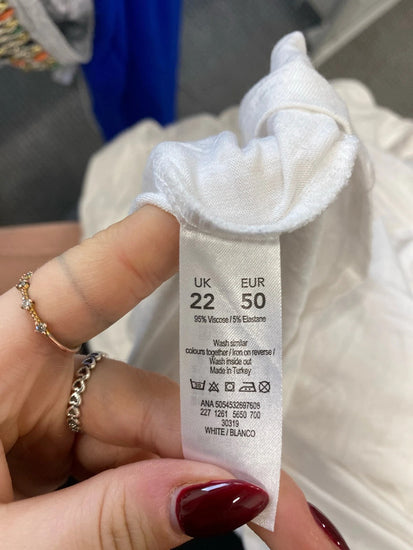 UK EUR
22 50
95% Viscose / 5% Elastane
Wash similar
colours together / Iron on reverse /
Wash inside out
Made in Turkey
ANA 5054532697608
227 1261 5650 700
30319
WHITE / BLANCO